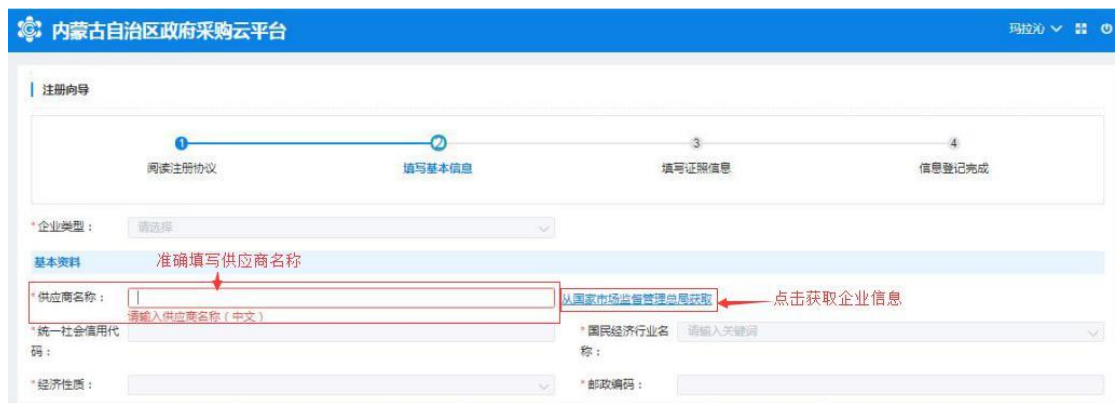 内蒙古自治区政府采购云平台 玛拉沁
注册向导
1 2 3 4
阅读注册协议 填写基本信息 填写证照信息 信息登记完成
*企业类型： 请选择
基本资料 准确填写供应商名称
*供应商名称： 从国家市场监督管理总局获取 点击获取企业信息
请输入供应商名称（中文）
*统一社会信用代码： *国民经济行业名称： 请输入关键词
*经济性质： *邮政编码：